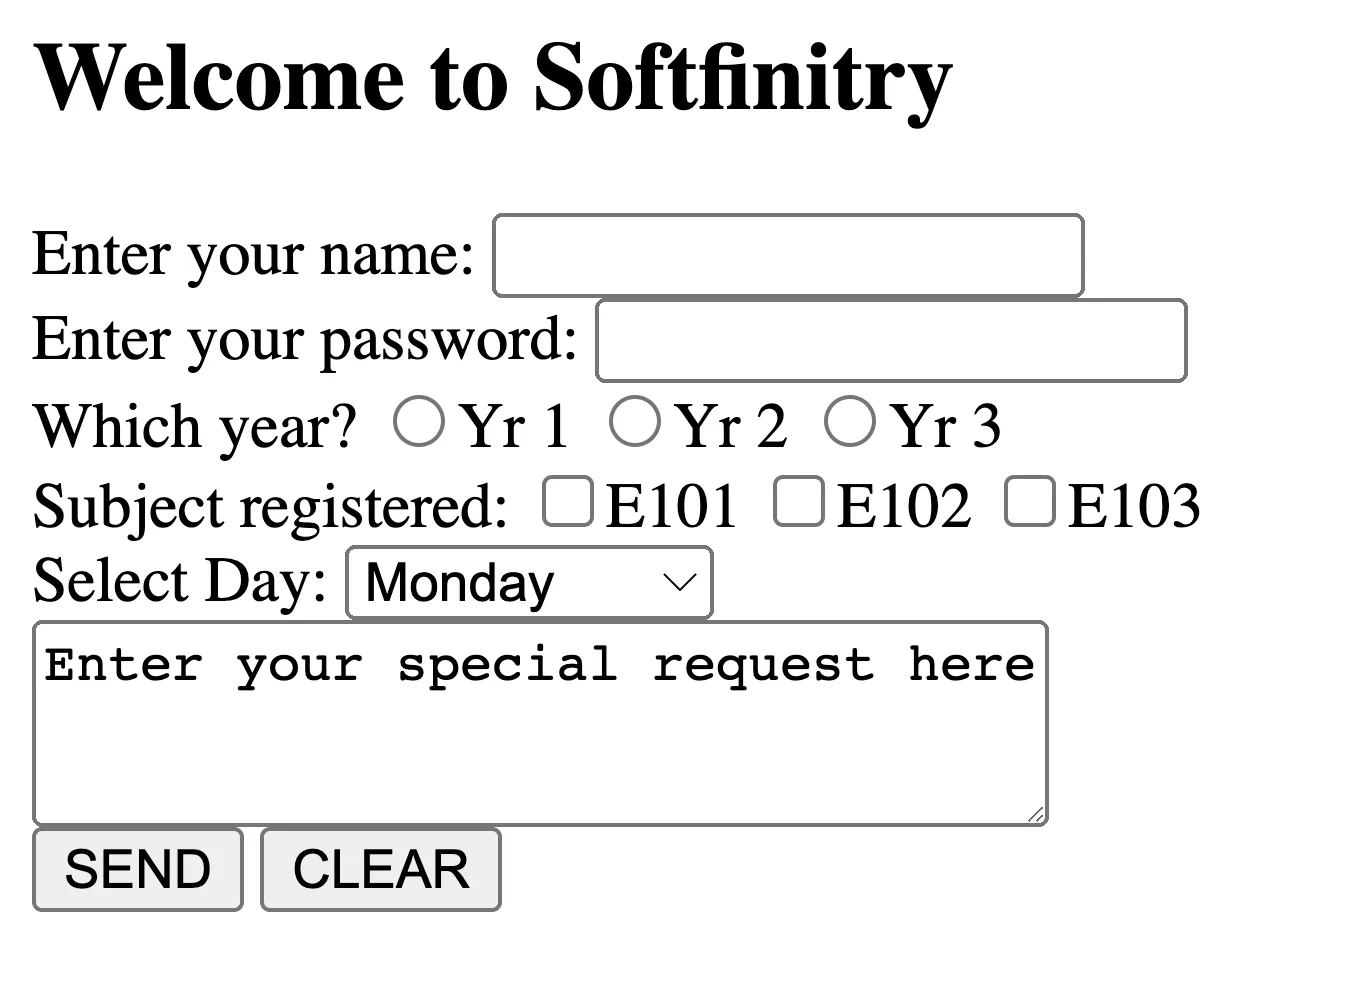 Welcome to Softfinitry
Enter your name:
Enter your password:
Which year? Yr 1 Yr 2 Yr 3
Subject registered: E101 E102 E103
Select Day: Monday
Enter your special request here
SEND CLEAR